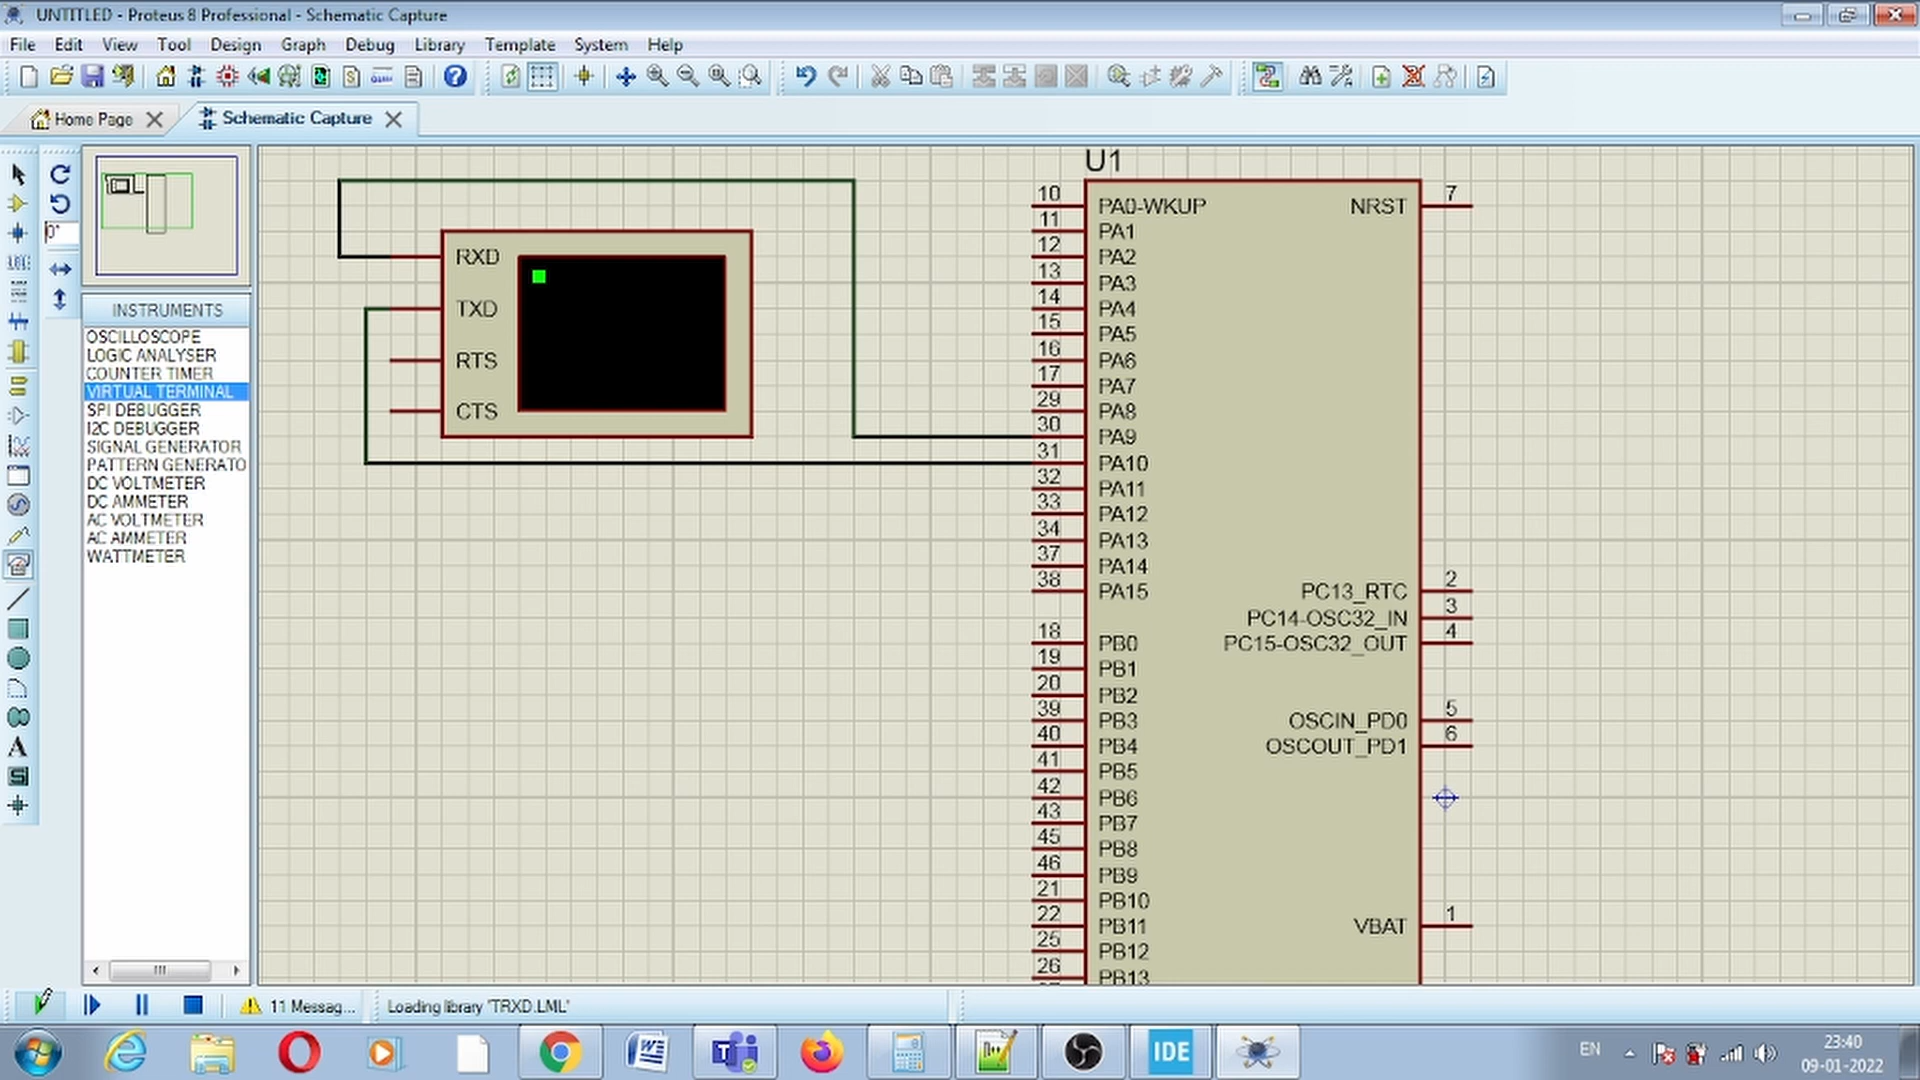 UNTITLED - Proteus 8 Professional - Schematic Capture
File Edit View Tool Design Graph Debug Library Template System Help
Home Page
Schematic Capture
0°
INSTRUMENTS
OSCILLOSCOPE
LOGIC ANALYSER
COUNTER TIMER
VIRTUAL TERMINAL
SPI DEBUGGER
I2C DEBUGGER
SIGNAL GENERATOR
PATTERN GENERATO
DC VOLTMETER
DC AMMETER
AC VOLTMETER
AC AMMETER
WATTMETER
RXD
TXD
RTS
CTS
U1
10 PA0-WKUP NRST 7
11 PA1
12 PA2
13 PA3
14 PA4
15 PA5
16 PA6
17 PA7
29 PA8
30 PA9
31 PA10
32 PA11
33 PA12
34 PA13
37 PA14
38 PA15 PC13_RTC 2
PC14-OSC32_IN 3
18 PB0 PC15-OSC32_OUT 4
19 PB1
20 PB2
39 PB3 OSCIN_PD0 5
40 PB4 OSCOUT_PD1 6
41 PB5
42 PB6
43 PB7
45 PB8
46 PB9
21 PB10
22 PB11 VBAT 1
25 PB12
26 PB13
11 Messag...
Loading library 'TRXD.LML'
IDE
EN
23:40
09-01-2022